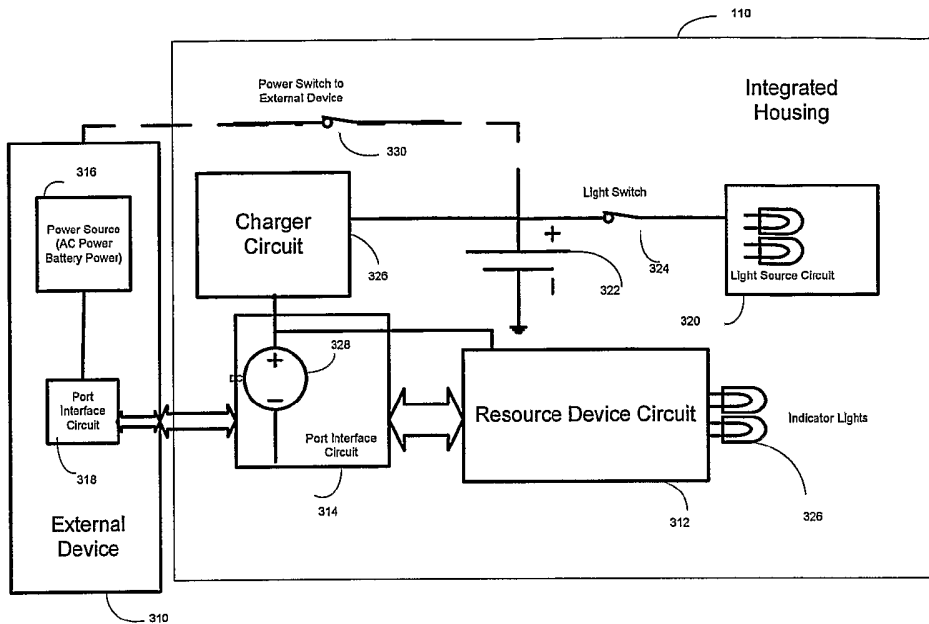 110
Power Switch to
External Device
Integrated
Housing
330
316
Power Source
(AC Power
Battery Power)
Charger
Circuit
326
Light Switch
324
+
322
Light Source Circuit
320
328
+
Port
Interface
Circuit
318
Port Interface
Circuit
314
Resource Device Circuit
312
Indicator Lights
326
External
Device
310